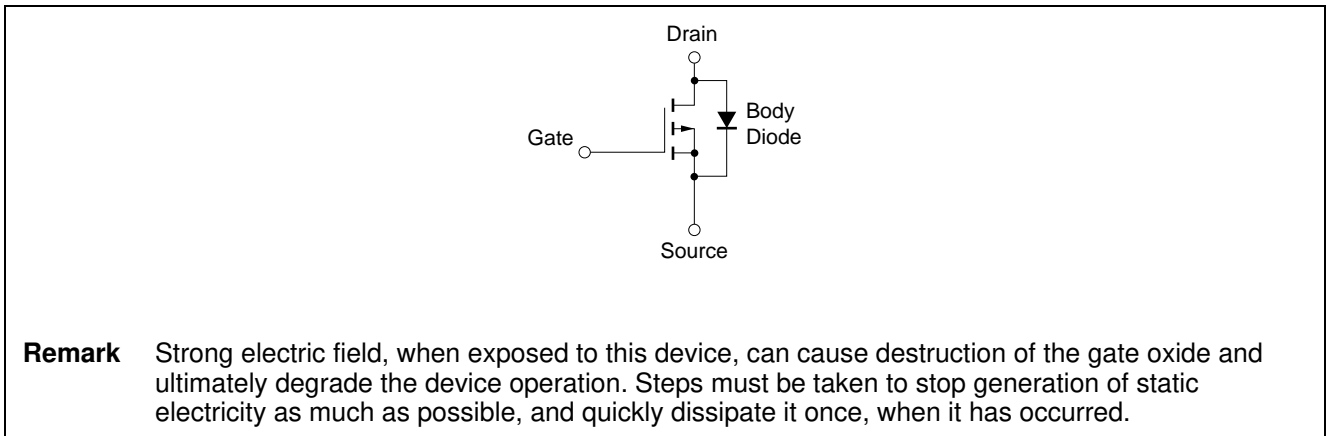 Drain
Body
Diode
Gate
Source
Remark Strong electric field, when exposed to this device, can cause destruction of the gate oxide and
ultimately degrade the device operation. Steps must be taken to stop generation of static
electricity as much as possible, and quickly dissipate it once, when it has occurred.